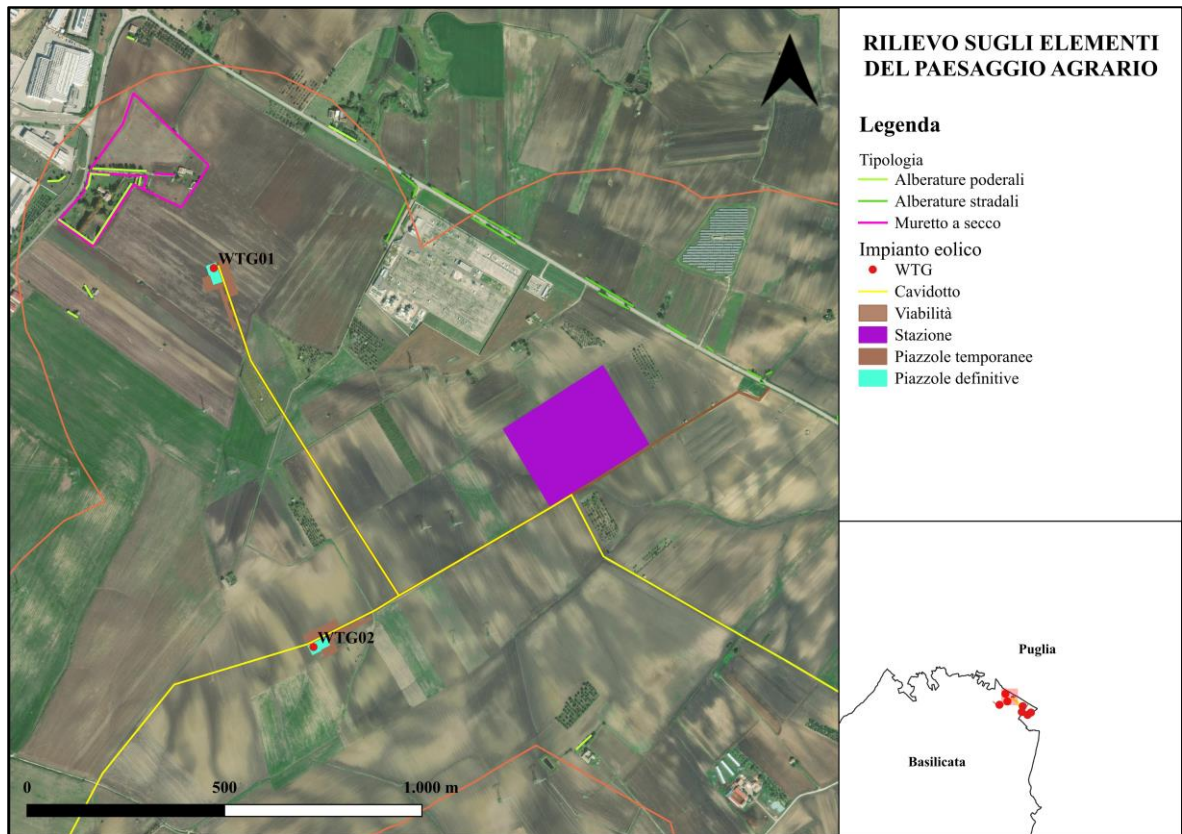 RILIEVO SUGLI ELEMENTI
DEL PAESAGGIO AGRARIO
Legenda
Tipologia
Alberature poderali
Alberature stradali
Muretto a secco
Impianto eolico
WTG
Cavidotto
Viabilità
Stazione
Piazzole temporanee
Piazzole definitive
WTG01
WTG02
0 500 1.000 m
Puglia
Basilicata